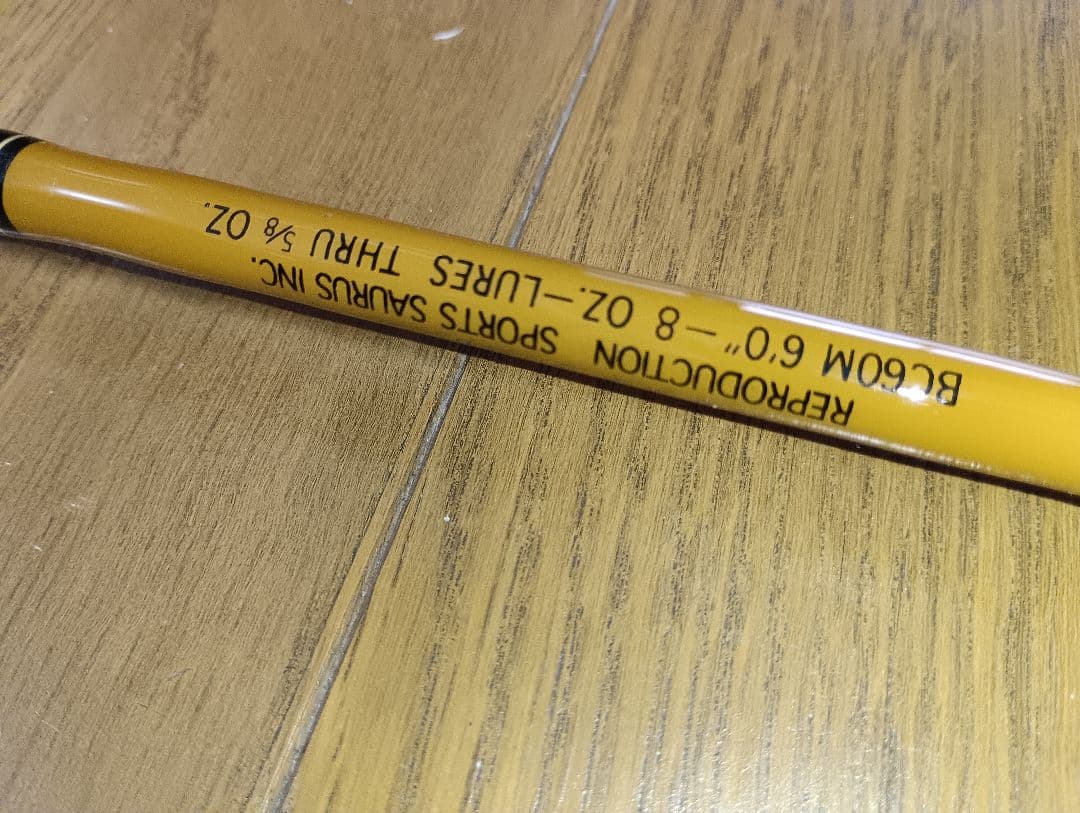 REPRODUCTION SPORTS SAURUS INC.
BC60M 6'0"–8 OZ.–LURES THRU ⅝ OZ.